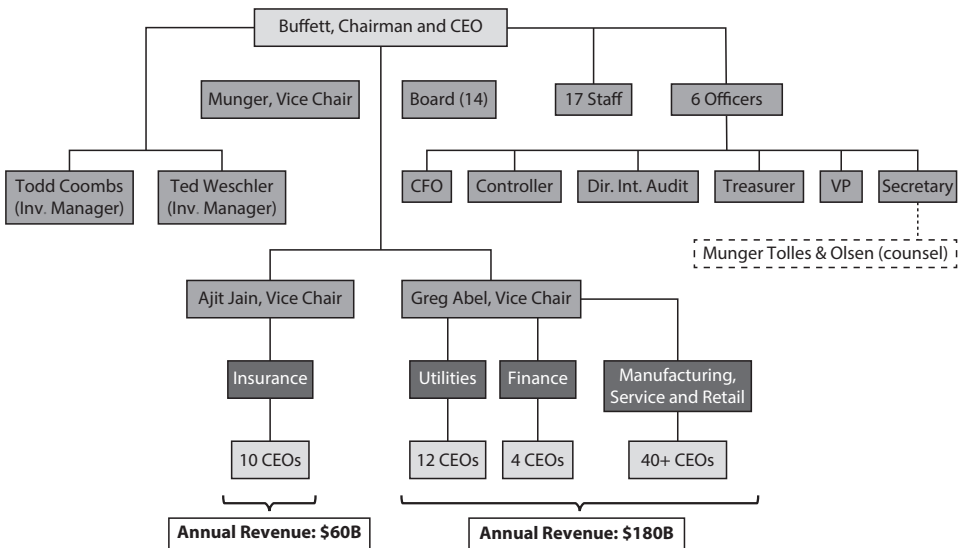 Buffett, Chairman and CEO
Munger, Vice Chair
Board (14)
17 Staff
6 Officers
Todd Coombs
(Inv. Manager)
Ted Weschler
(Inv. Manager)
CFO
Controller
Dir. Int. Audit
Treasurer
VP
Secretary
Munger Tolles & Olsen (counsel)
Ajit Jain, Vice Chair
Greg Abel, Vice Chair
Insurance
Utilities
Finance
Manufacturing,
Service and Retail
10 CEOs
12 CEOs
4 CEOs
40+ CEOs
Annual Revenue: $60B
Annual Revenue: $180B